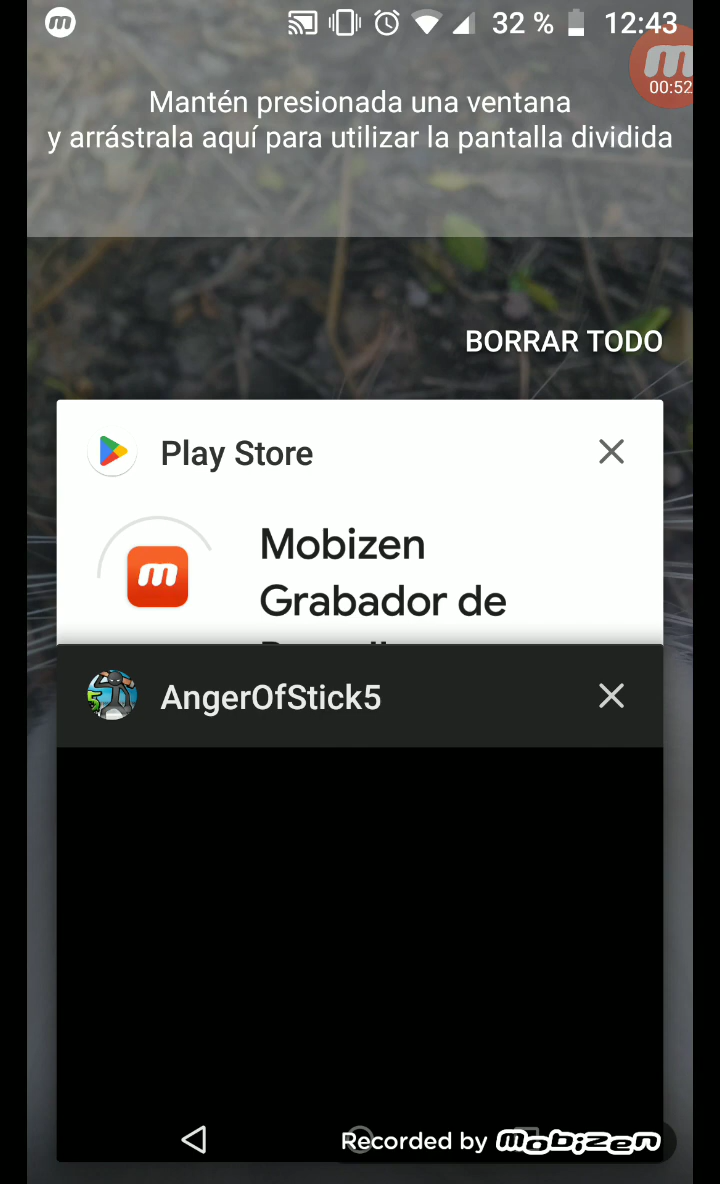 32 % 12:43
00:52
Mantén presionada una ventana
y arrástrala aquí para utilizar la pantalla dividida
BORRAR TODO
Play Store
Mobizen
Grabador de
AngerOfStick5
Recorded by mobizen